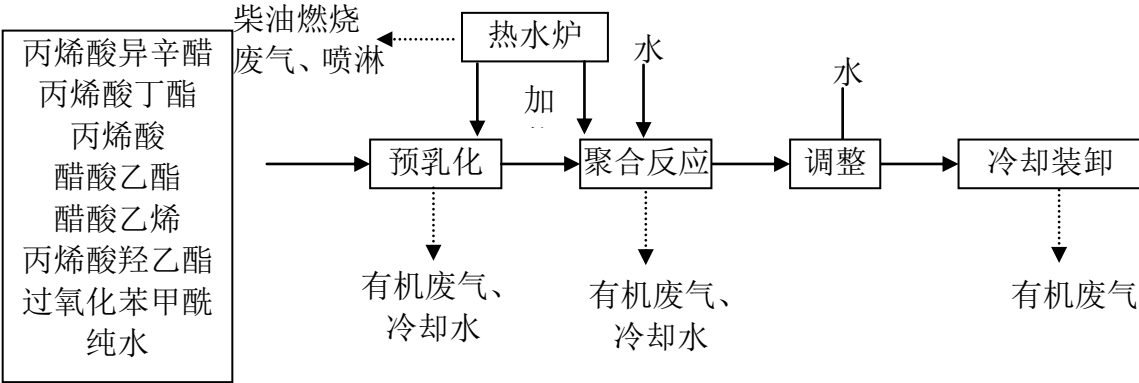 丙烯酸异辛醋
丙烯酸丁酯
丙烯酸
醋酸乙酯
醋酸乙烯
丙烯酸羟乙酯
过氧化苯甲酰
纯水
柴油燃烧
废气、喷淋
热水炉
加
水
水
预乳化
聚合反应
调整
冷却装卸
有机废气、
冷却水
有机废气、
冷却水
有机废气